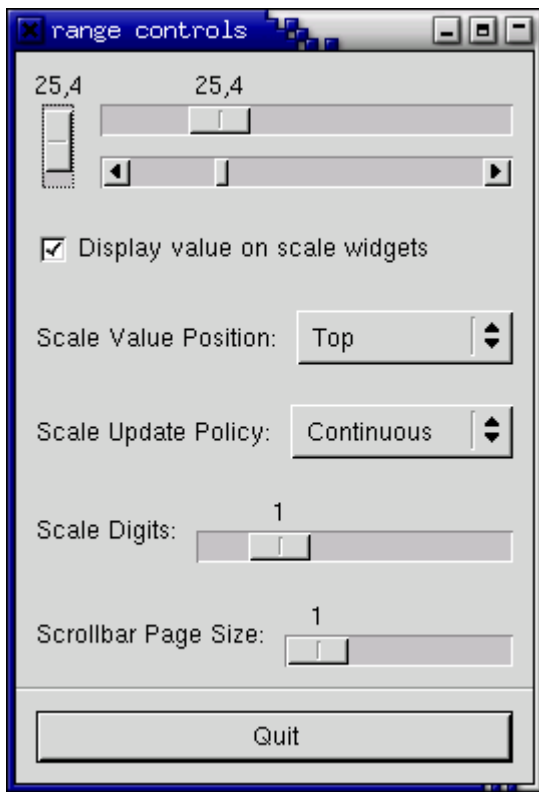 range controls
25,4
25,4
Display value on scale widgets
Scale Value Position: Top
Scale Update Policy: Continuous
1
Scale Digits:
1
Scrollbar Page Size:
Quit